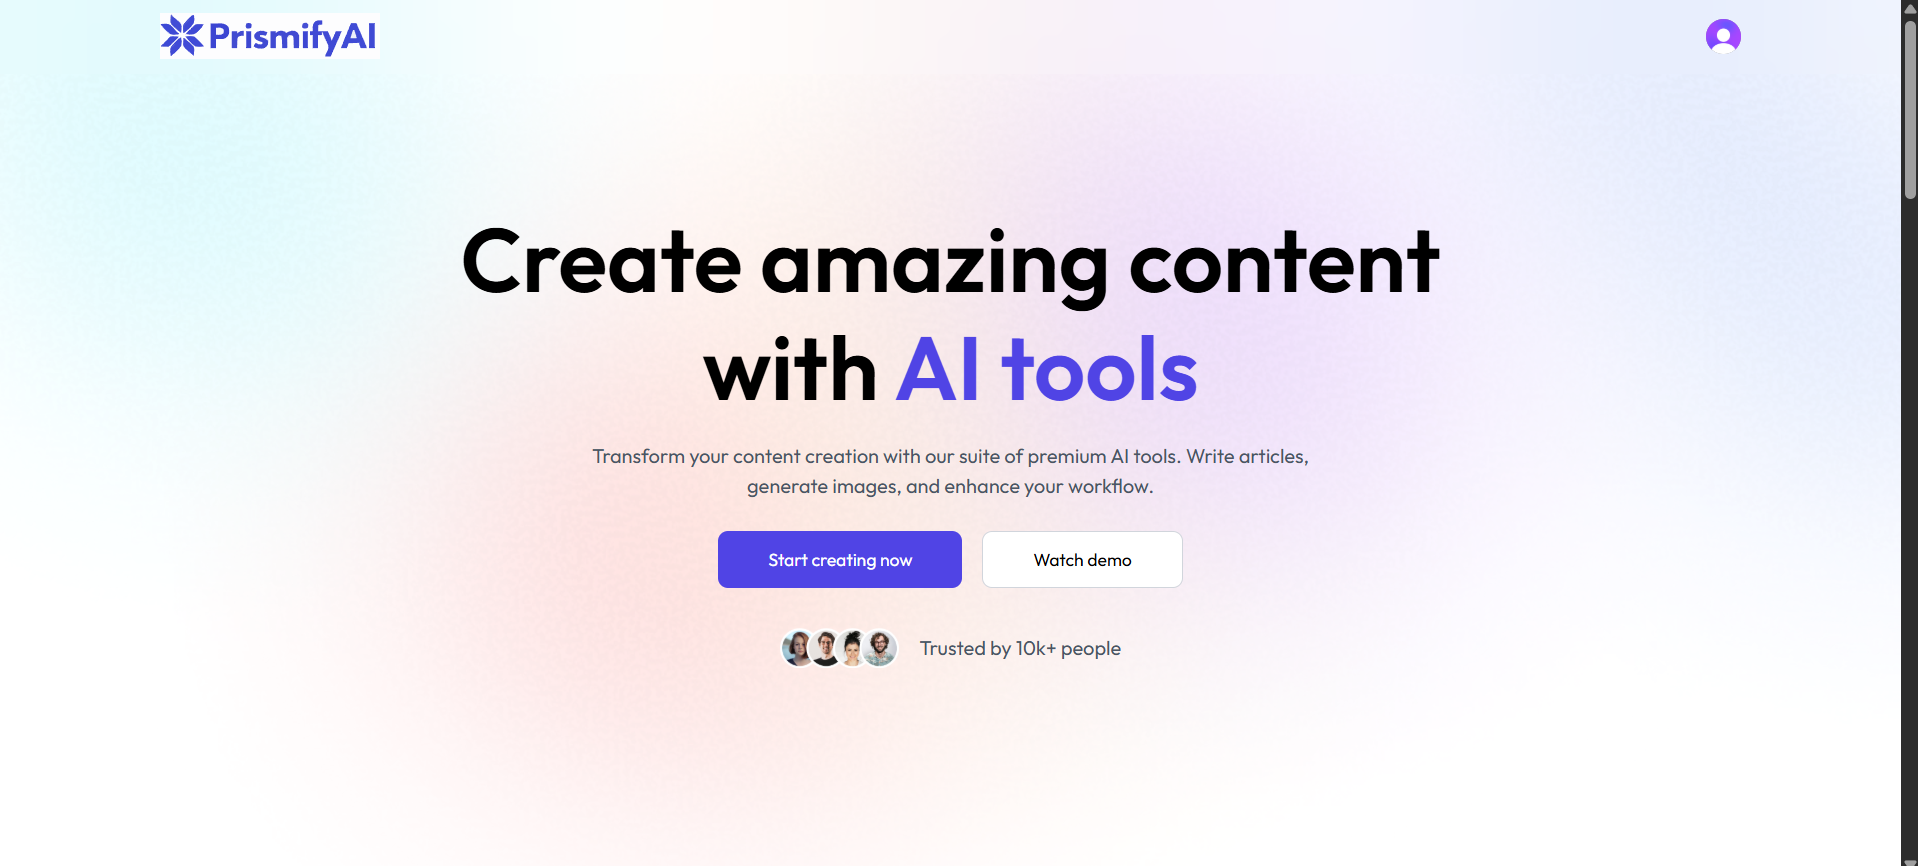 PrismifyAI
Create amazing content
with AI tools
Transform your content creation with our suite of premium AI tools. Write articles,
generate images, and enhance your workflow.
Start creating now
Watch demo
Trusted by 10k+ people